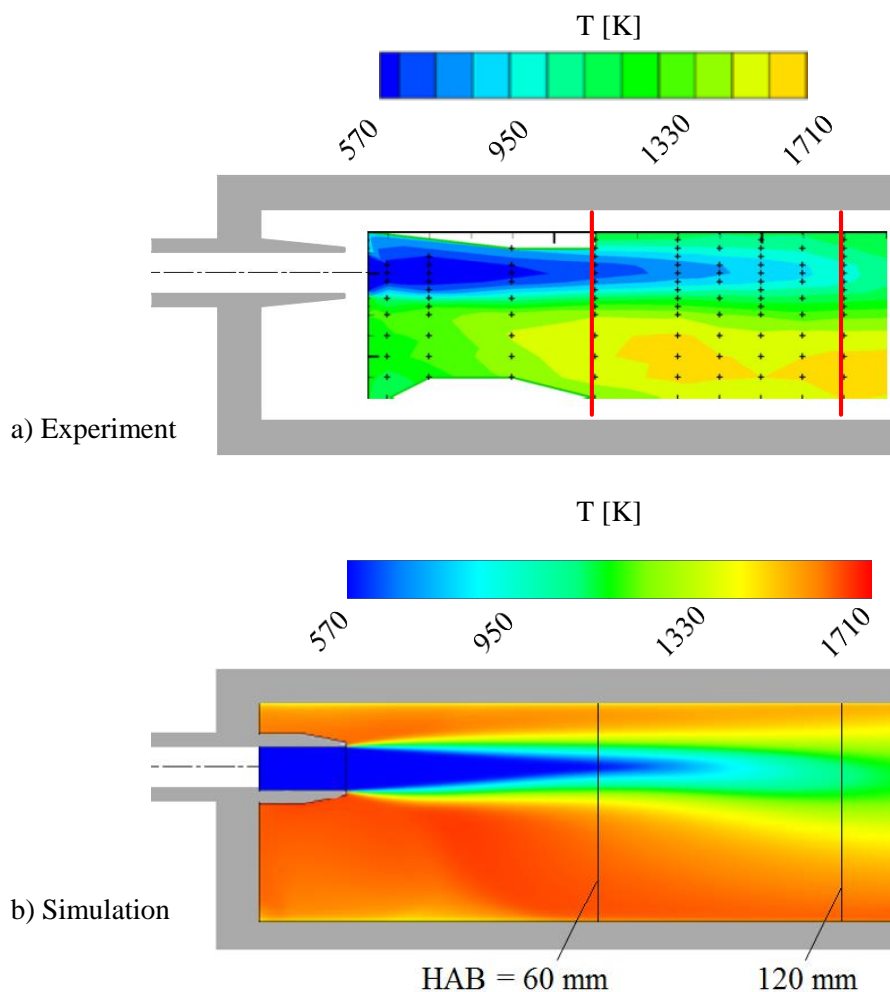 T [K]
570 950 1330 1710
a) Experiment
T [K]
570 950 1330 1710
b) Simulation
HAB = 60 mm 120 mm